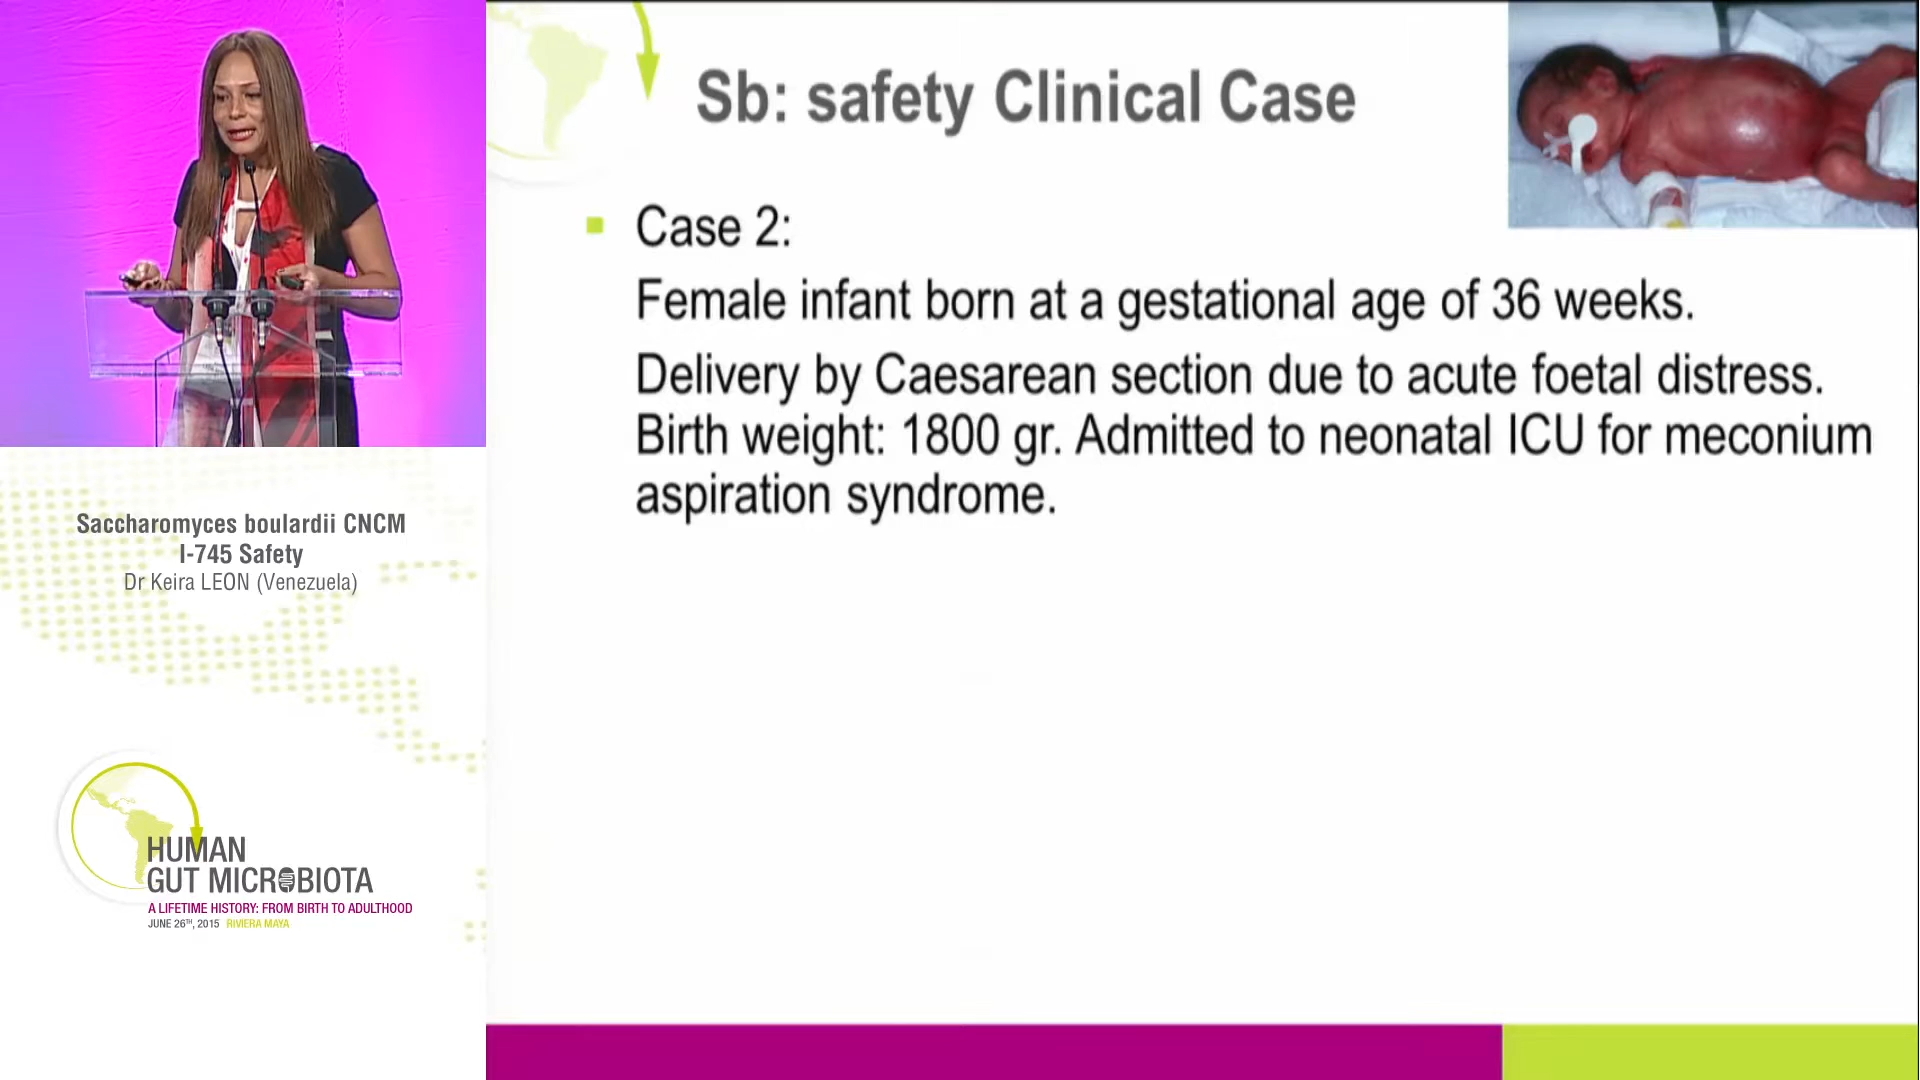 Sb: safety Clinical Case
Case 2:
Female infant born at a gestational age of 36 weeks.
Delivery by Caesarean section due to acute foetal distress.
Birth weight: 1800 gr. Admitted to neonatal ICU for meconium
aspiration syndrome.
Saccharomyces boulardii CNCM
I-745 Safety
Dr Keira LEON (Venezuela)
HUMAN
GUT MICROBIOTA
A LIFETIME HISTORY: FROM BIRTH TO ADULTHOOD
JUNE 26TH, 2015 RIVIERA MAYA